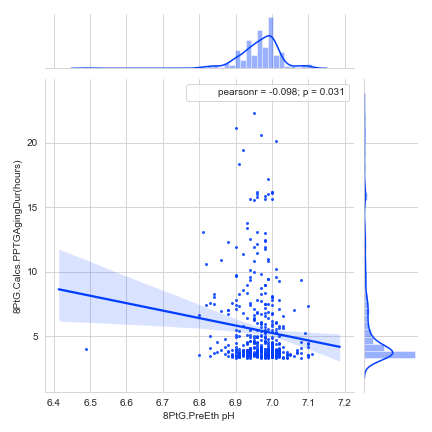 pearsonr = -0.098; p = 0.031
20
15
10
5
8PtG.Calcs.PPTGAgingDur(hours)
6.4 6.5 6.6 6.7 6.8 6.9 7.0 7.1 7.2
8PtG.PreEth pH